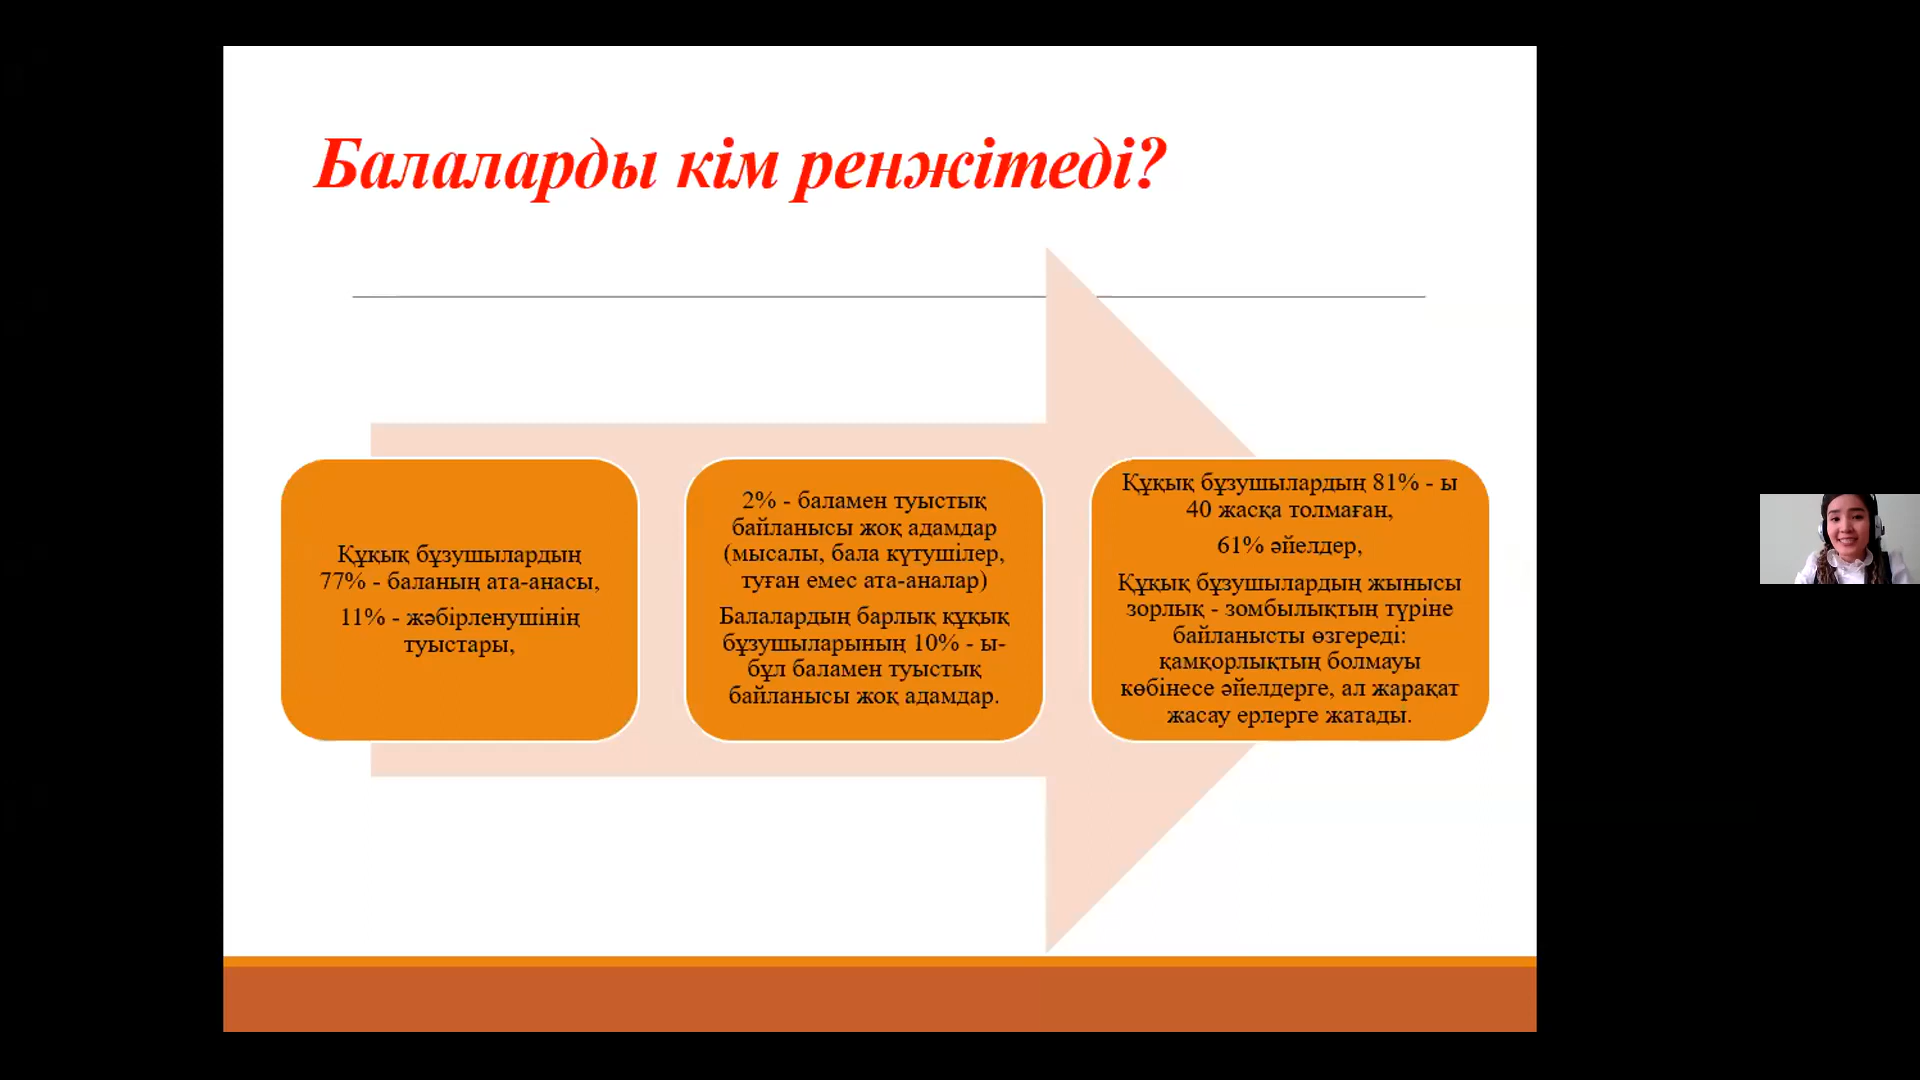 Балаларды кім ренжітеді?
Құқық бұзушылардың
77% - баланың ата-анасы,
11% - жәбірленушінің
туыстары,
2% - баламен туыстық
байланысы жоқ адамдар
(мысалы, бала күтушілер,
туған емес ата-аналар)
Балалардың барлық құқық
бұзушыларының 10% - ы-
бұл баламен туыстық
байланысы жоқ адамдар.
Құқық бұзушылардың 81% - ы
40 жасқа толмаған,
61% әйелдер,
Құқық бұзушылардың жынысы
зорлық - зомбылықтың түріне
байланысты өзгереді:
қамқорлықтың болмауы
көбінесе әйелдерге, ал жарақат
жасау ерлерге жатады.